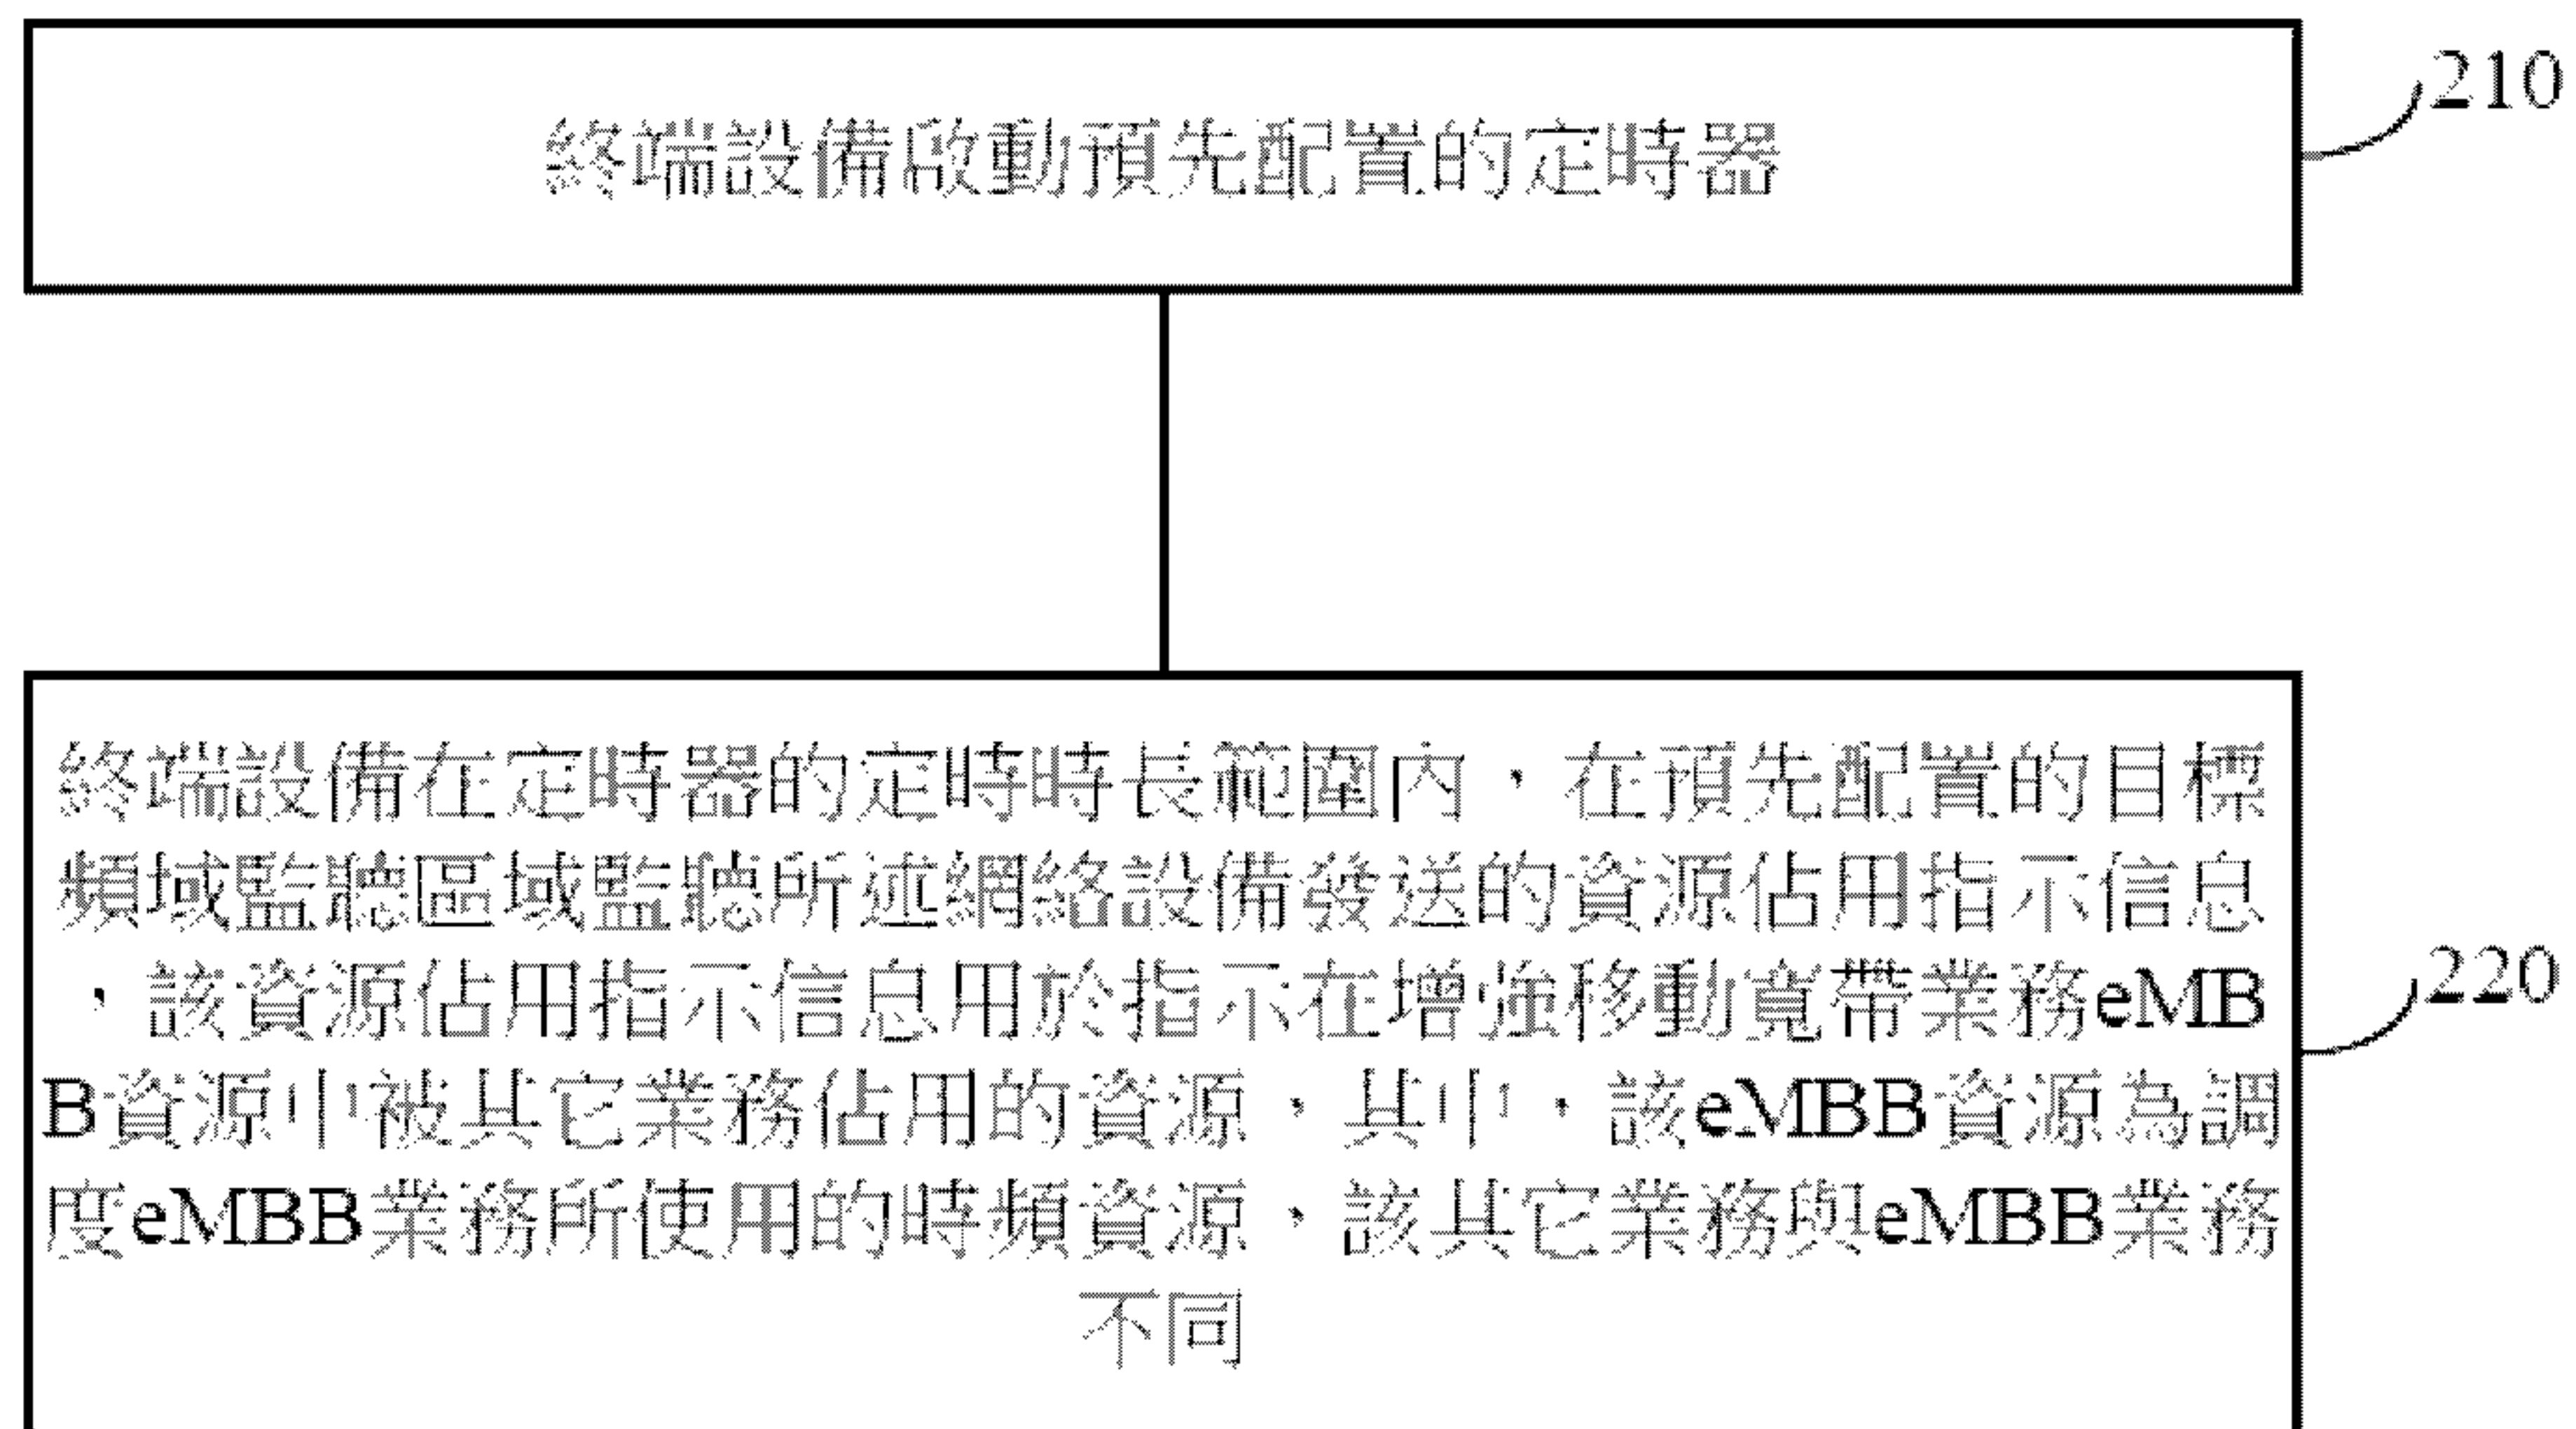 終端設備啟動預先配置的定時器
210
終端設備在定時器的定時時長範圍內，在預先配置的目標
頻域監聽區域監聽所述網絡設備發送的資源佔用指示信息
，該資源佔用指示信息用於指示在增強移動寬帶業務eMB
B資源中被其它業務佔用的資源，其中，該eMBB資源為調
度eMBB業務所使用的時頻資源，該其它業務與eMBB業務
不同
220